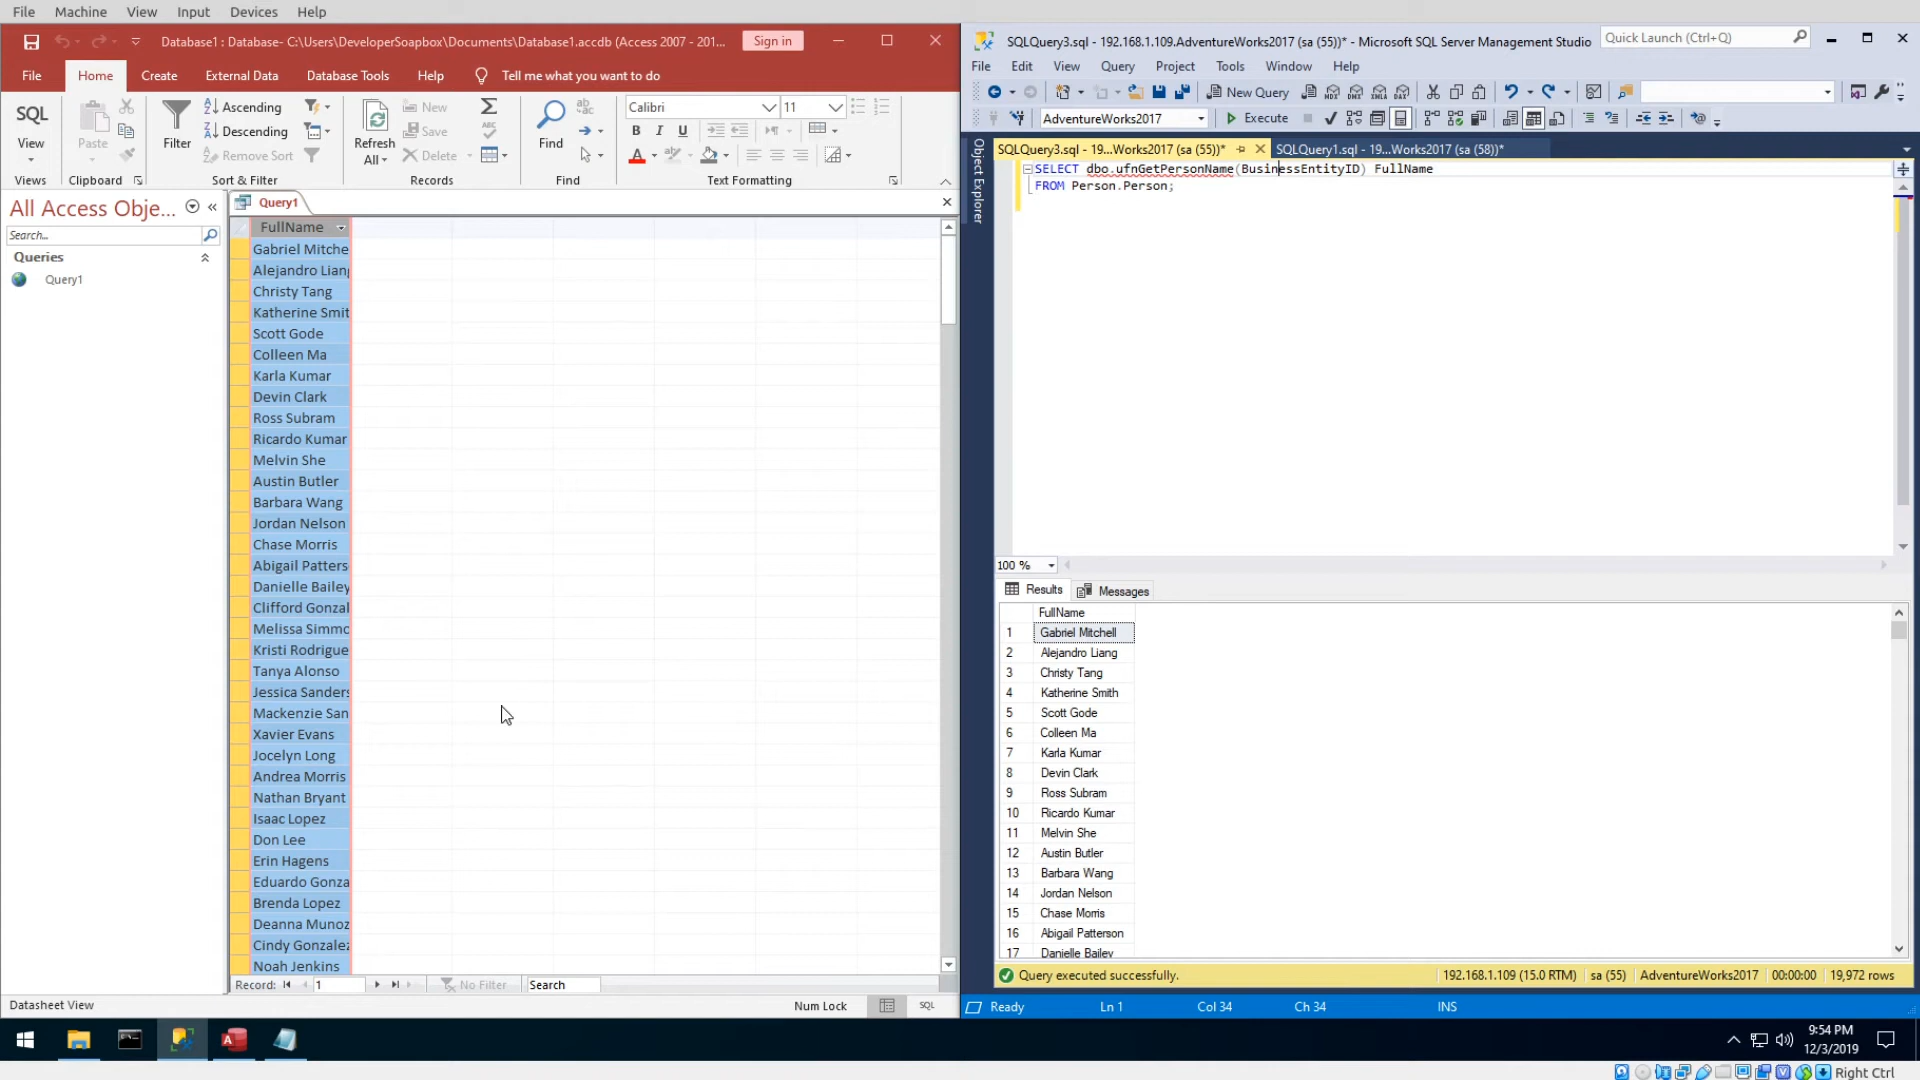 File Machine View Input Devices Help
Database1 : Database- C:\Users\DeveloperSoapbox\Documents\Database1.accdb (Access 2007 - 201... Sign in
File Home Create External Data Database Tools Help Tell me what you want to do
SQL
View
Views
Paste
Clipboard
Filter
Ascending
Descending
Remove Sort
Sort & Filter
Refresh
All
New
Save
Delete
Records
Find
Find
Calibri 11
B I U
Text Formatting
All Access Obje...
Search...
Queries
Query1
Query1
FullName
Gabriel Mitche
Alejandro Liang
Christy Tang
Katherine Smit
Scott Gode
Colleen Ma
Karla Kumar
Devin Clark
Ross Subram
Ricardo Kumar
Melvin She
Austin Butler
Barbara Wang
Jordan Nelson
Chase Morris
Abigail Patters
Danielle Bailey
Clifford Gonzal
Melissa Simmo
Kristi Rodrigue
Tanya Alonso
Jessica Sanders
Mackenzie San
Xavier Evans
Jocelyn Long
Andrea Morris
Nathan Bryant
Isaac Lopez
Don Lee
Erin Hagens
Eduardo Gonza
Brenda Lopez
Deanna Munoz
Cindy Gonzalez
Noah Jenkins
Record: 1 No Filter Search
Datasheet View Num Lock SQL
SQLQuery3.sql - 192.168.1.109.AdventureWorks2017 (sa (55))* - Microsoft SQL Server Management Studio Quick Launch (Ctrl+Q)
File Edit View Query Project Tools Window Help
New Query
AdventureWorks2017 Execute
Object Explorer
SQLQuery3.sql - 19...Works2017 (sa (55))* SQLQuery1.sql - 19...Works2017 (sa (58))*
SELECT dbo.ufnGetPersonName(BusinessEntityID) FullName
FROM Person.Person;
100 %
Results Messages
FullName
1 Gabriel Mitchell
2 Alejandro Liang
3 Christy Tang
4 Katherine Smith
5 Scott Gode
6 Colleen Ma
7 Karla Kumar
8 Devin Clark
9 Ross Subram
10 Ricardo Kumar
11 Melvin She
12 Austin Butler
13 Barbara Wang
14 Jordan Nelson
15 Chase Morris
16 Abigail Patterson
17 Danielle Bailey
Query executed successfully. 192.168.1.109 (15.0 RTM) sa (55) AdventureWorks2017 00:00:00 19,972 rows
Ready Ln 1 Col 34 Ch 34 INS
9:54 PM
12/3/2019
Right Ctrl